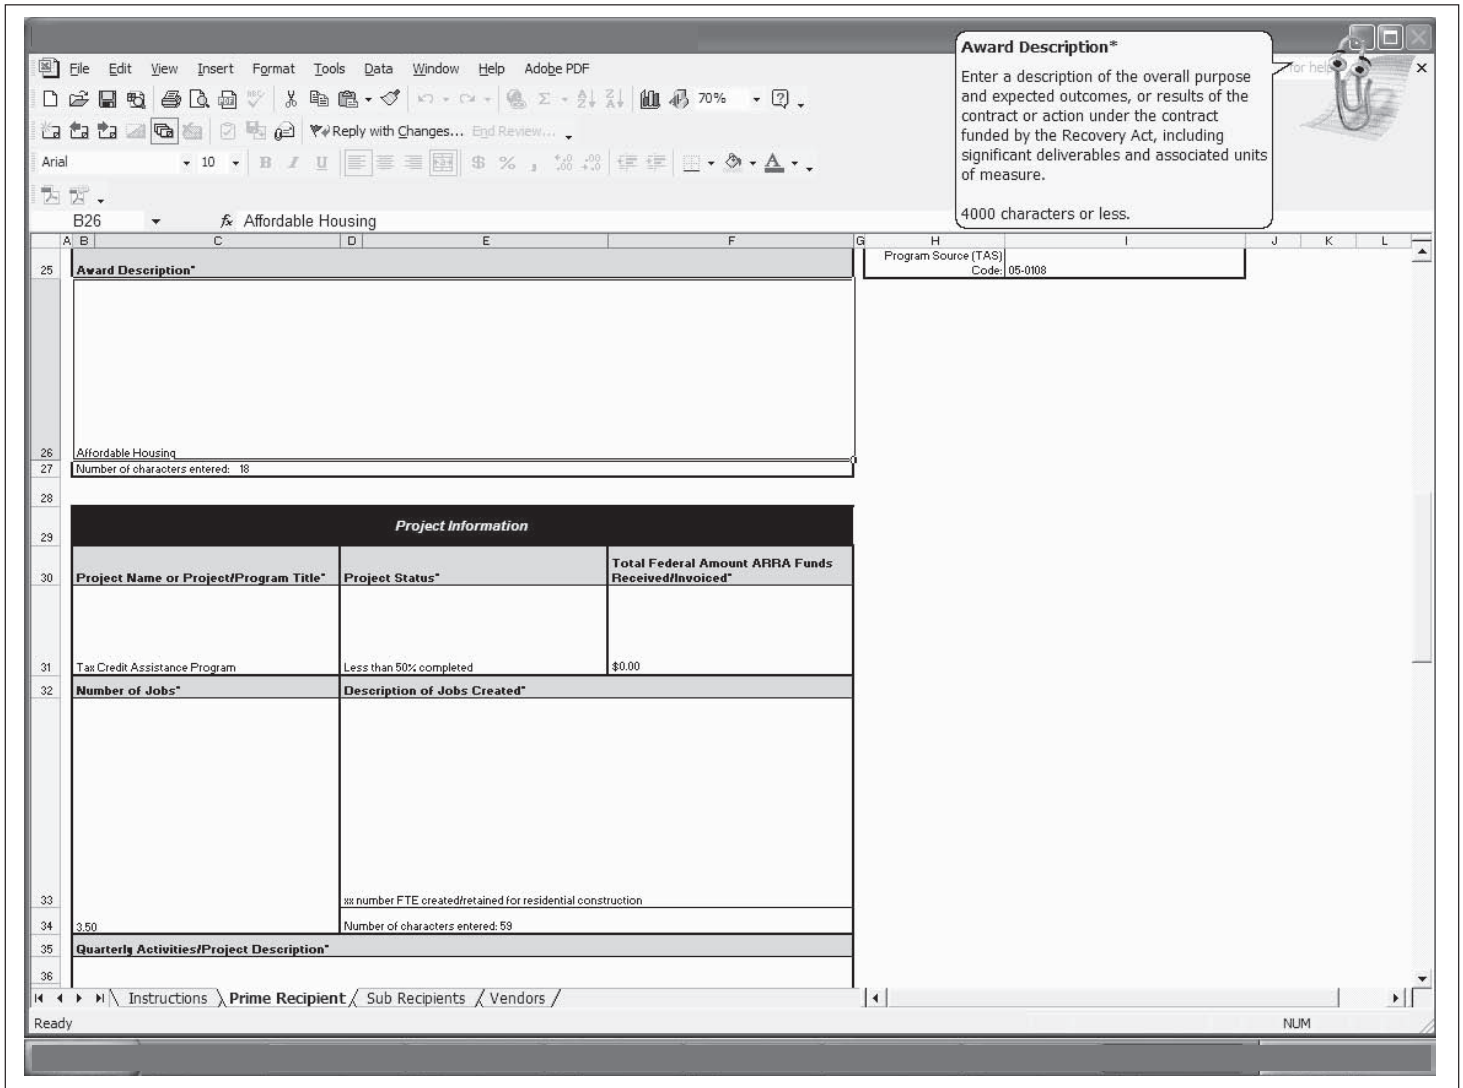 Award Description*
Enter a description of the overall purpose
and expected outcomes, or results of the
contract or action under the contract
funded by the Recovery Act, including
significant deliverables and associated units
of measure.
4000 characters or less.
for help
File Edit View Insert Format Tools Data Window Help Adobe PDF
70%
Reply with Changes... End Review...
Arial 10 B I U $ % ,
B26 fx Affordable Housing
A B C D E F G H I J K L
25 Award Description* Program Source (TAS)
Code: 05-0108
26 Affordable Housing
27 Number of characters entered: 18
28
29 Project Information
30 Project Name or Project/Program Title* Project Status* Total Federal Amount ARRA Funds
Received/Invoiced*
31 Tax Credit Assistance Program Less than 50% completed $0.00
32 Number of Jobs* Description of Jobs Created*
33 xx number FTE created/retained for residential construction
34 3.50 Number of characters entered: 59
35 Quarterly Activities/Project Description*
36
Instructions Prime Recipient Sub Recipients Vendors
Ready NUM